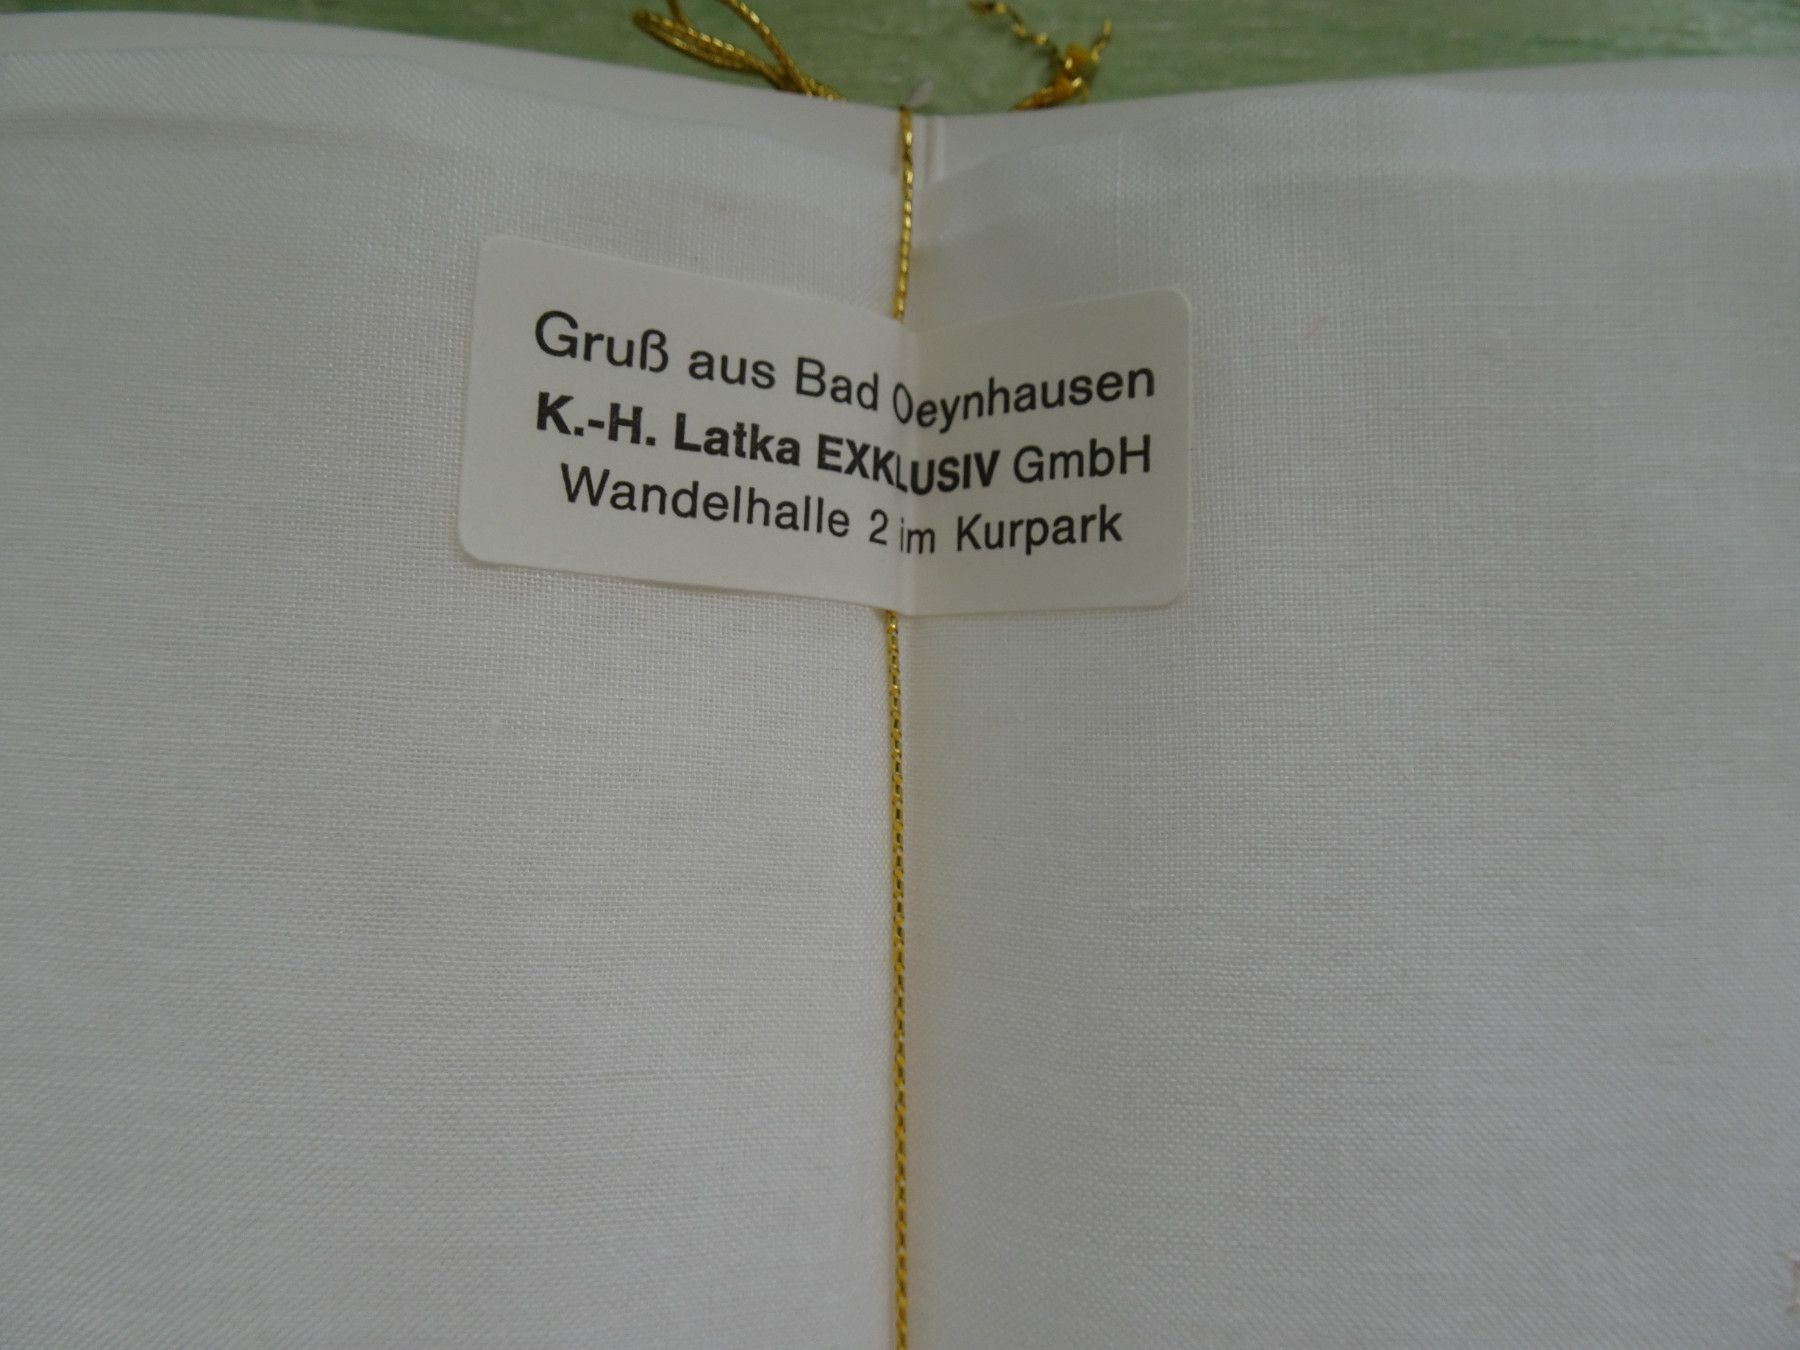 Gruß aus Bad Oeynhausen
K.-H. Latka EXKLUSIV GmbH
Wandelhalle 2 im Kurpark